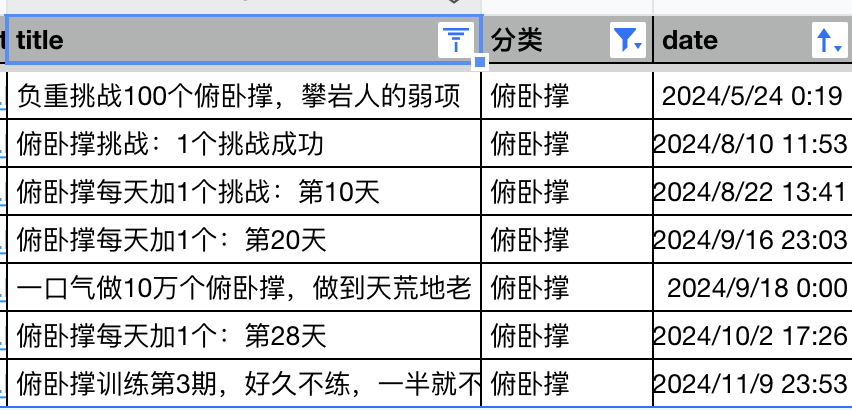 title 分类 date
负重挑战100个俯卧撑，攀岩人的弱项 俯卧撑 2024/5/24 0:19
俯卧撑挑战：1个挑战成功 俯卧撑 2024/8/10 11:53
俯卧撑每天加1个挑战：第10天 俯卧撑 2024/8/22 13:41
俯卧撑每天加1个：第20天 俯卧撑 2024/9/16 23:03
一口气做10万个俯卧撑，做到天荒地老 俯卧撑 2024/9/18 0:00
俯卧撑每天加1个：第28天 俯卧撑 2024/10/2 17:26
俯卧撑训练第3期，好久不练，一半就不 俯卧撑 2024/11/9 23:53